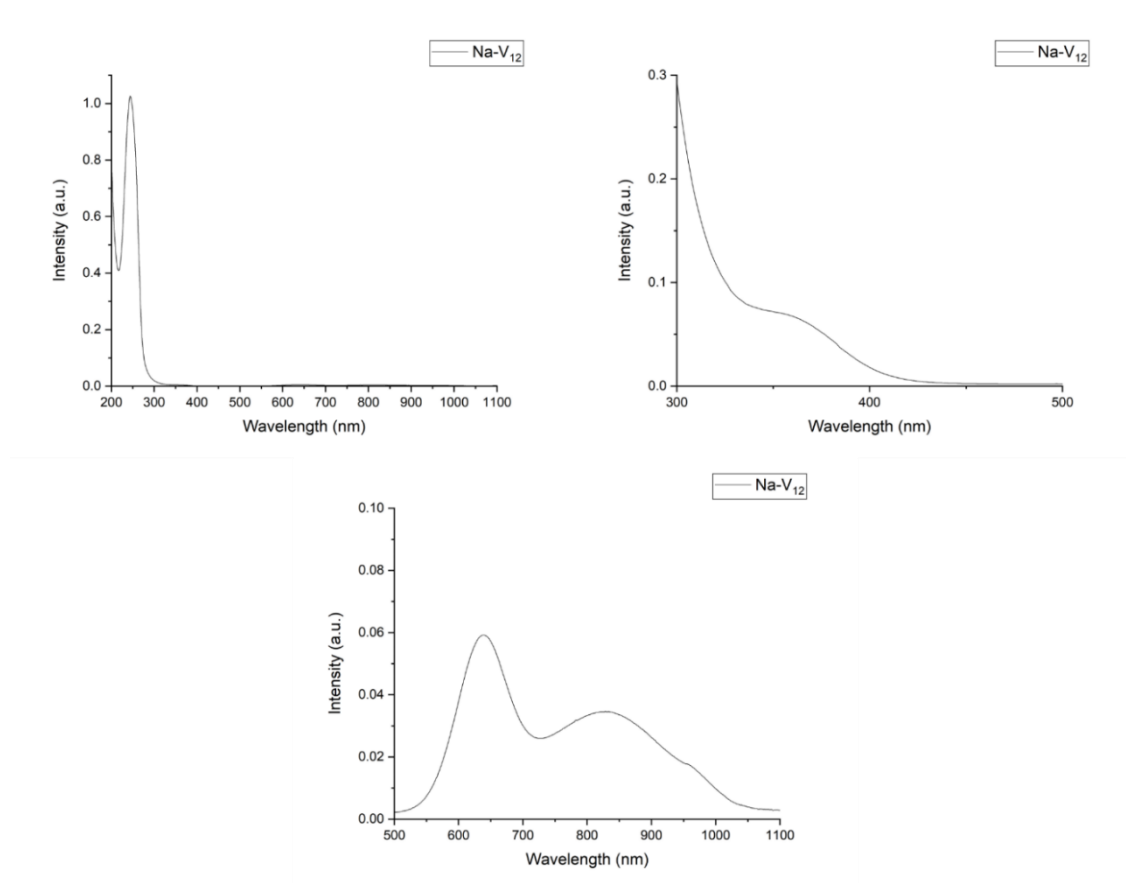 Na-V12
1.0
0.8
0.6
0.4
0.2
0.0
Intensity (a.u.)
200 300 400 500 600 700 800 900 1000 1100
Wavelength (nm)
Na-V12
0.3
0.2
0.1
0.0
Intensity (a.u.)
300 400 500
Wavelength (nm)
Na-V12
0.10
0.08
0.06
0.04
0.02
0.00
Intensity (a.u.)
500 600 700 800 900 1000 1100
Wavelength (nm)